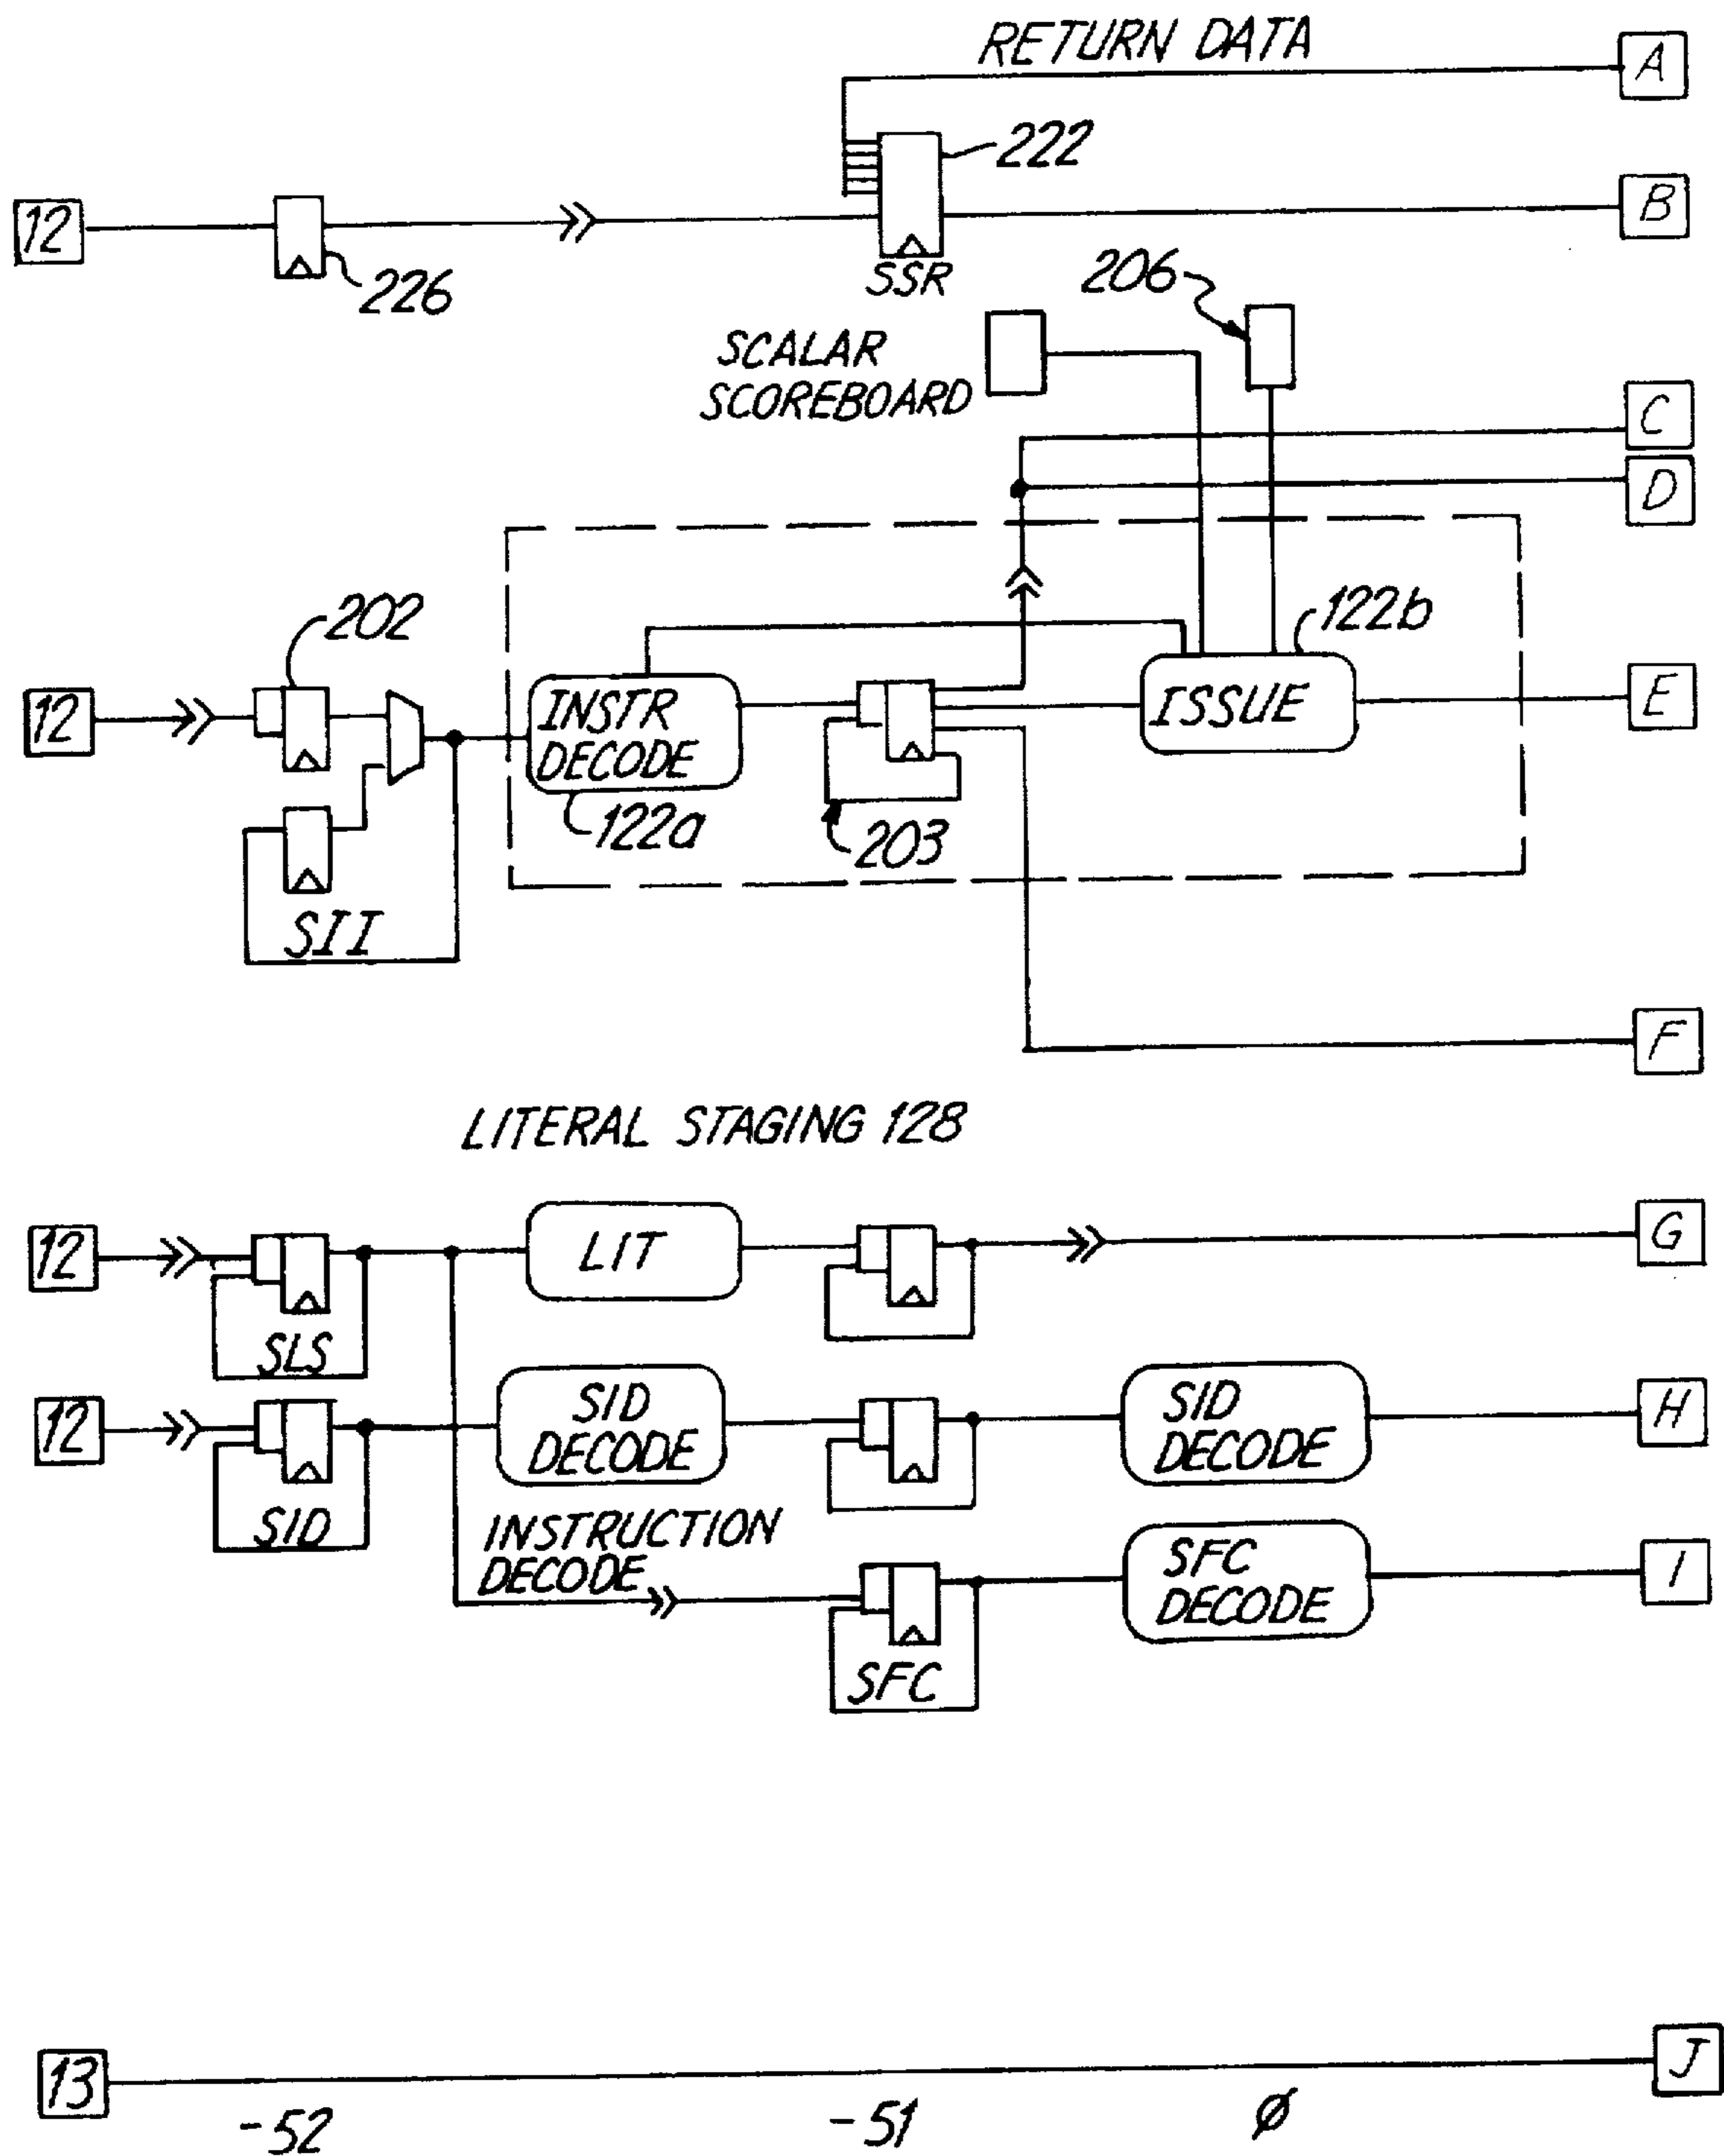 RETURN DATA
A
222
12
B
226
SSR
206
SCALAR
SCOREBOARD
C
D
202
122b
12
INSTR
DECODE
ISSUE
E
122a
203
SII
F
LITERAL STAGING 128
12
LIT
G
SLS
12
SID
DECODE
SID
DECODE
H
SID
INSTRUCTION
DECODE
SFC
DECODE
I
SFC
13
J
-52
-51
ø